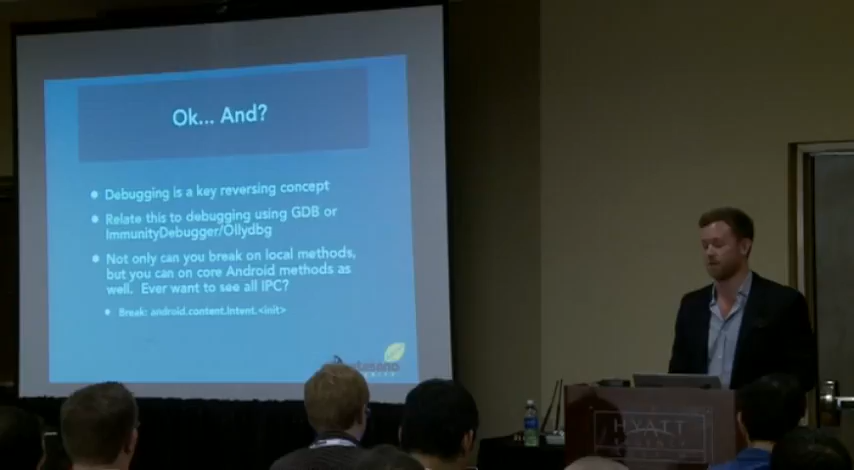 Ok... And?
Debugging is a key reversing concept
Relate this to debugging using GDB or
ImmunityDebugger/Ollydbg
Not only can you break on local methods,
but you can on core Android methods as
well. Ever want to see all IPC?
Break: android.content.Intent.<init>
HYATT